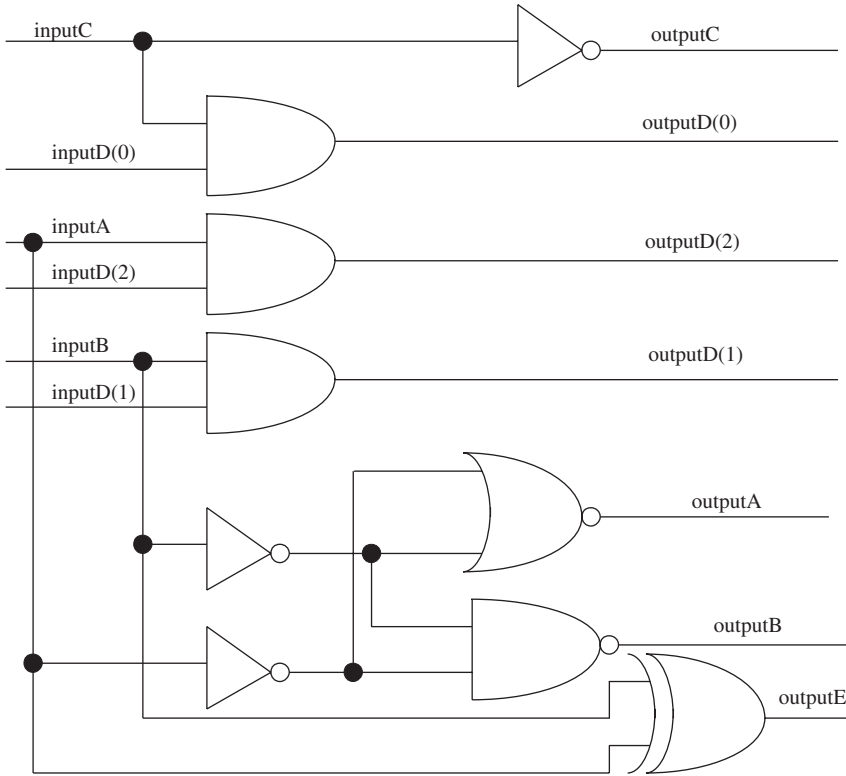 inputC
outputC
outputD(0)
inputD(0)
inputA
outputD(2)
inputD(2)
inputB
outputD(1)
inputD(1)
outputA
outputB
outputE